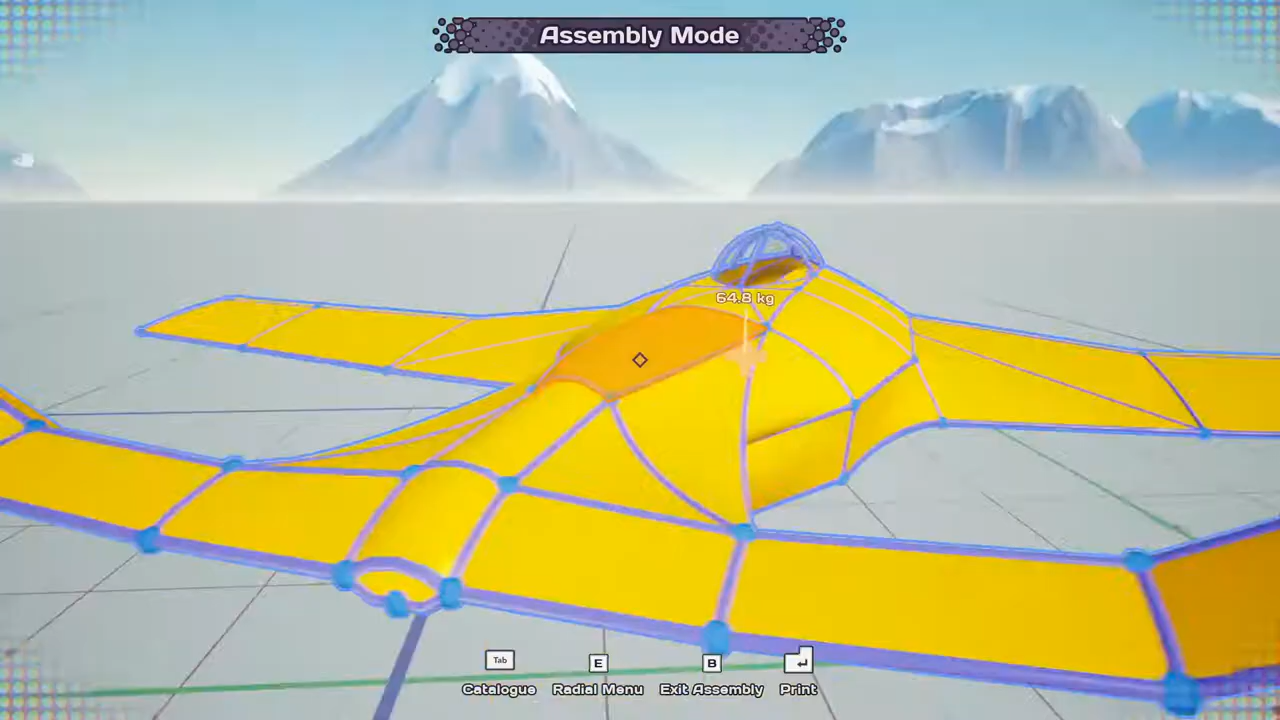 Assembly Mode
64.8 kg
Tab
E
B
Catalogue
Radial Menu
Exit Assembly
Print